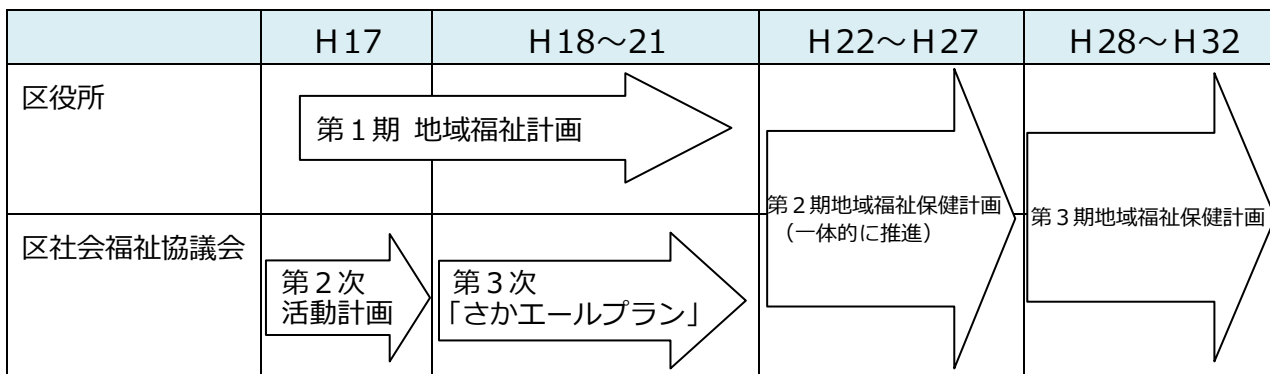 H17
H18~21
H22~H27
H28~H32
区役所
第1期 地域福祉計画
第2期地域福祉保健計画
(一体的に推進)
第3期地域福祉保健計画
区社会福祉協議会
第2次
活動計画
第3次
「さかエールプラン」